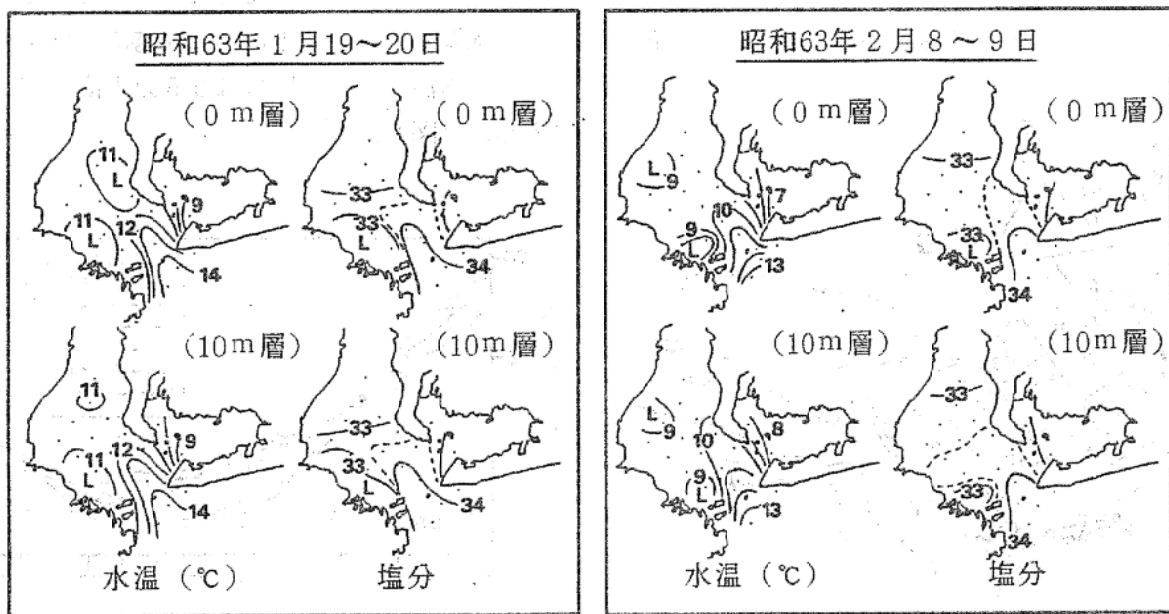 昭和63年1月19~20日
(0m層)
(0m層)
11
L
9
11
12
L
14
33
33
L
34
(10m層)
(10m層)
11
9
12
11
L
14
33
33
L
34
水温(℃)
塩分
昭和63年2月8~9日
(0m層)
(0m層)
L
9
7
10
9
L
13
33
33
L
34
(10m層)
(10m層)
L
9
8
10
9
L
13
33
33
34
水温(℃)
塩分